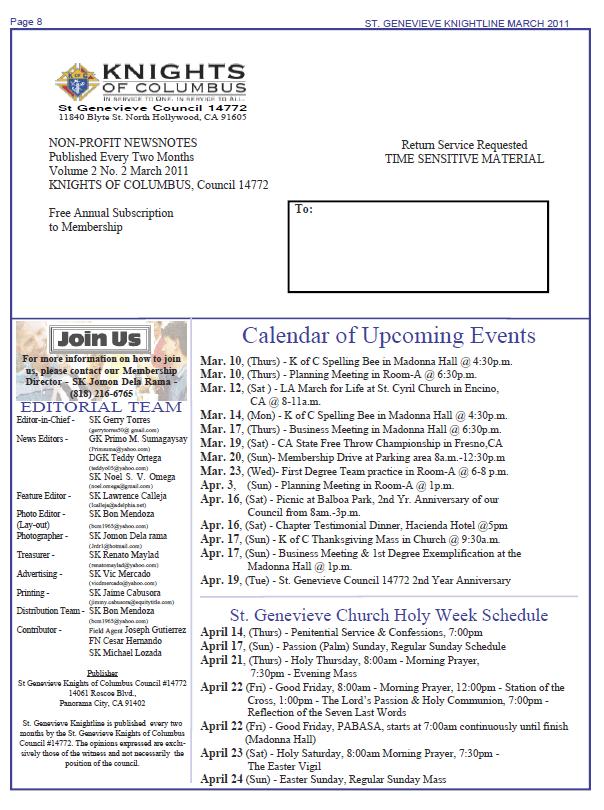 Page 8
ST. GENEVIEVE KNIGHTLINE MARCH 2011
K OF C
KNIGHTS
OF COLUMBUS
IN SERVICE TO ONE. IN SERVICE TO ALL.
St Genevieve Council 14772
11840 Blyte St. North Hollywood, CA 91605
NON-PROFIT NEWSNOTES
Published Every Two Months
Volume 2 No. 2 March 2011
KNIGHTS OF COLUMBUS, Council 14772
Free Annual Subscription
to Membership
Return Service Requested
TIME SENSITIVE MATERIAL
To:
Join Us
For more information on how to join
us, please contact our Membership
Director - SK Jomon Dela Rama -
(818) 216-6765
EDITORIAL TEAM
Editor-in-Chief - SK Gerry Torres
(gerrytorres50@ gmail.com)
News Editors - GK Primo M. Sumagaysay
(Primsuma@yahoo.com)
DGK Teddy Ortega
(teddyo05@yahoo.com)
SK Noel S. V. Omega
(noel.omega@gmail.com)
Feature Editor - SK Lawrence Calleja
(lcalleja@adelphia.net)
Photo Editor - SK Bon Mendoza
(Lay-out) (bcm1965@yahoo.com)
Photographer - SK Jomon Dela rama
(Jrdr1@hotmail.com)
Treasurer - SK Renato Maylad
(renatomaylad@yahoo.com)
Advertising - SK Vic Mercado
(vicdmercado@yahoo.com)
Printing - SK Jaime Cabusora
(jimmy.cabusora@equitytitle.com)
Distribution Team - SK Bon Mendoza
(bcm1965@yahoo.com)
Contributor - Field Agent Joseph Gutierrez
FN Cesar Hernando
SK Michael Lozada
Publisher
St Genevieve Knights of Columbus Council #14772
14061 Roscoe Blvd.,
Panorama City, CA 91402
St. Genevieve Knightline is published every two
months by the St. Genevieve Knights of Columbus
Council #14772. The opinions expressed are exclu-
sively those of the witness and not necessarily the
position of the council.
Calendar of Upcoming Events
Mar. 10, (Thurs) - K of C Spelling Bee in Madonna Hall @ 4:30p.m.
Mar. 10, (Thurs) - Planning Meeting in Room-A @ 6:30p.m.
Mar. 12, (Sat ) - LA March for Life at St. Cyril Church in Encino,
CA @ 8-11a.m.
Mar. 14, (Mon) - K of C Spelling Bee in Madonna Hall @ 4:30p.m.
Mar. 17, (Thurs) - Business Meeting in Madonna Hall @ 6:30p.m.
Mar. 19, (Sat) - CA State Free Throw Championship in Fresno,CA
Mar. 20, (Sun)- Membership Drive at Parking area 8a.m.-12:30p.m
Mar. 23, (Wed)- First Degree Team practice in Room-A @ 6-8 p.m.
Apr. 3, (Sun) - Planning Meeting in Room-A @ 1p.m.
Apr. 16, (Sat) - Picnic at Balboa Park, 2nd Yr. Anniversary of our
Council from 8am.-3p.m.
Apr. 16, (Sat) - Chapter Testimonial Dinner, Hacienda Hotel @5pm
Apr. 17, (Sun) - K of C Thanksgiving Mass in Church @ 9:30a.m.
Apr. 17, (Sun) - Business Meeting & 1st Degree Exemplification at the
Madonna Hall @ 1p.m.
Apr. 19, (Tue) - St. Genevieve Council 14772 2nd Year Anniversary
St. Genevieve Church Holy Week Schedule
April 14, (Thurs) - Penitential Service & Confessions, 7:00pm
April 17, (Sun) - Passion (Palm) Sunday, Regular Sunday Schedule
April 21, (Thurs) - Holy Thursday, 8:00am - Morning Prayer,
7:30pm - Evening Mass
April 22 (Fri) - Good Friday, 8:00am - Morning Prayer, 12:00pm - Station of the
Cross, 1:00pm - The Lord's Passion & Holy Communion, 7:00pm -
Reflection of the Seven Last Words
April 22 (Fri) - Good Friday, PABASA, starts at 7:00am continuously until finish
(Madonna Hall)
April 23 (Sat) - Holy Saturday, 8:00am Morning Prayer, 7:30pm -
The Easter Vigil
April 24 (Sun) - Easter Sunday, Regular Sunday Mass